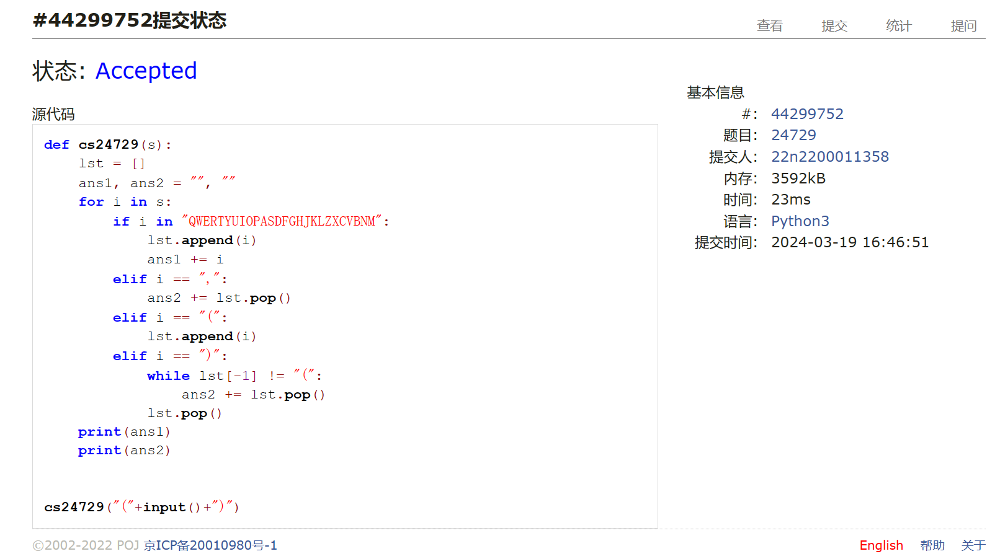 #44299752提交状态
查看 提交 统计 提问
状态: Accepted
源代码
def cs24729(s):
    lst = []
    ans1, ans2 = "", ""
    for i in s:
        if i in "QWERTYUIOPASDFGHJKLZXCVBNM":
            lst.append(i)
            ans1 += i
        elif i == ",":
            ans2 += lst.pop()
        elif i == "(":
            lst.append(i)
        elif i == ")":
            while lst[-1] != "(":
                ans2 += lst.pop()
            lst.pop()
    print(ans1)
    print(ans2)
cs24729("("+input()+")")
基本信息
#: 44299752
题目: 24729
提交人: 22n2200011358
内存: 3592kB
时间: 23ms
语言: Python3
提交时间: 2024-03-19 16:46:51
©2002-2022 POJ 京ICP备20010980号-1
English 帮助 关于